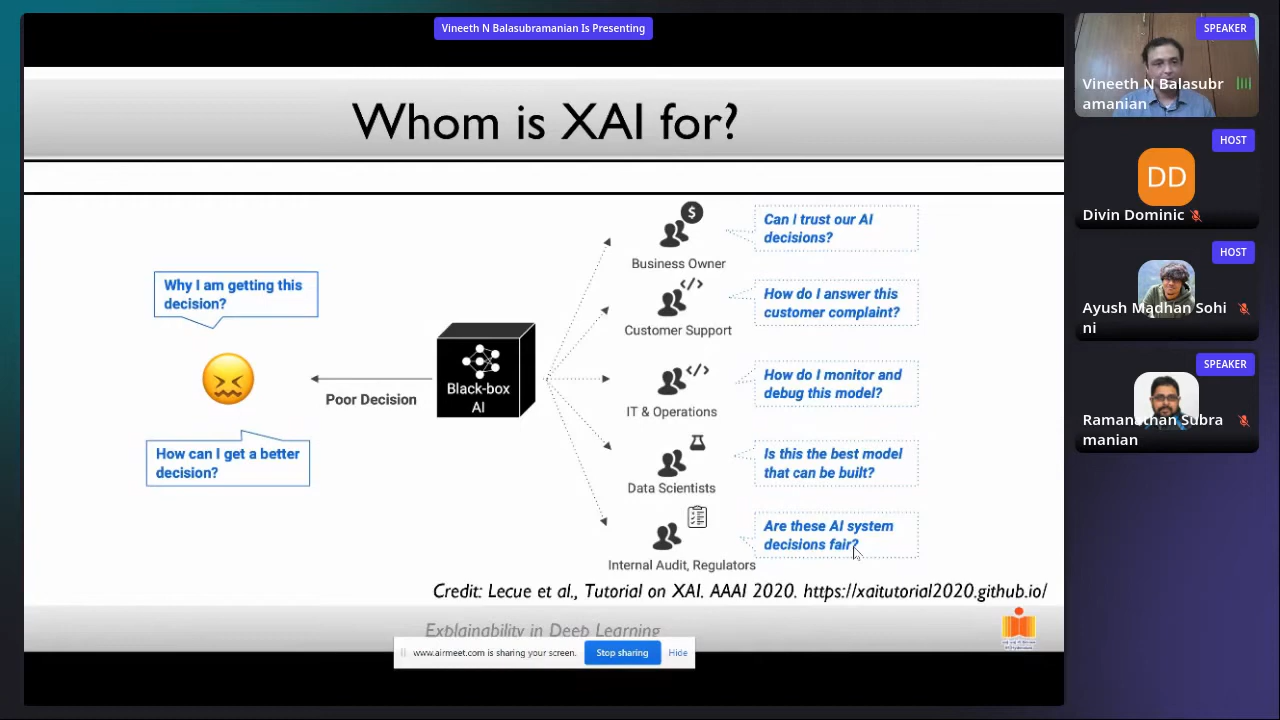 Vineeth N Balasubramanian Is Presenting
Whom is XAI for?
Why I am getting this
decision?
How can I get a better
decision?
Poor Decision
Black-box
AI
$
Business Owner
Can I trust our AI
decisions?
</>
Customer Support
How do I answer this
customer complaint?
</>
IT & Operations
How do I monitor and
debug this model?
Data Scientists
Is this the best model
that can be built?
Internal Audit, Regulators
Are these AI system
decisions fair?
Credit: Lecue et al., Tutorial on XAI. AAAI 2020. https://xaitutorial2020.github.io/
Explainability in Deep Learning
www.airmeet.com is sharing your screen.
Stop sharing
Hide
SPEAKER
Vineeth N Balasubr
amanian
HOST
DD
Divin Dominic
HOST
Ayush Madhan Sohi
ni
SPEAKER
Ramanathan Subra
manian